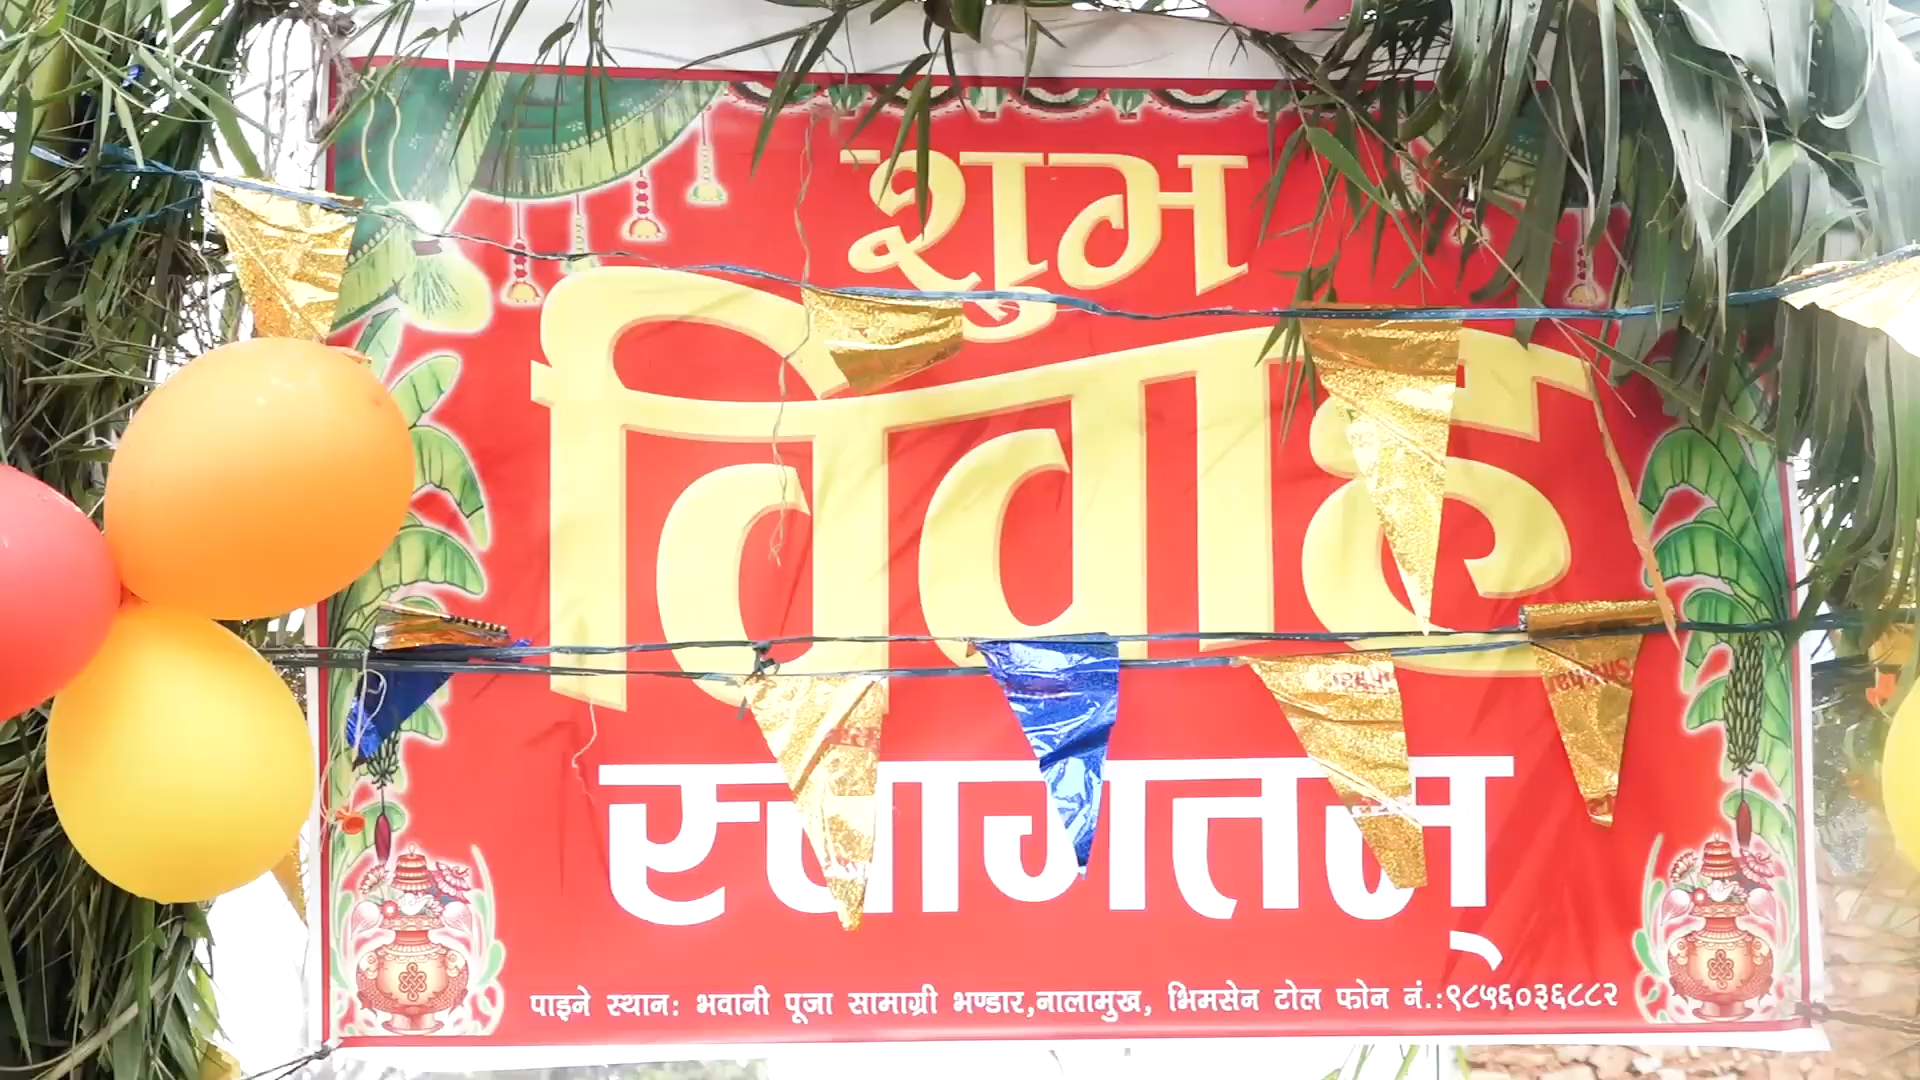 शुभ
विवाह
स्वागतम्
पाइने स्थान: भवानी पूजा सामाग्री भण्डार,नालामुख, भिमसेन टोल फोन नं.:९८५६०३६८८२